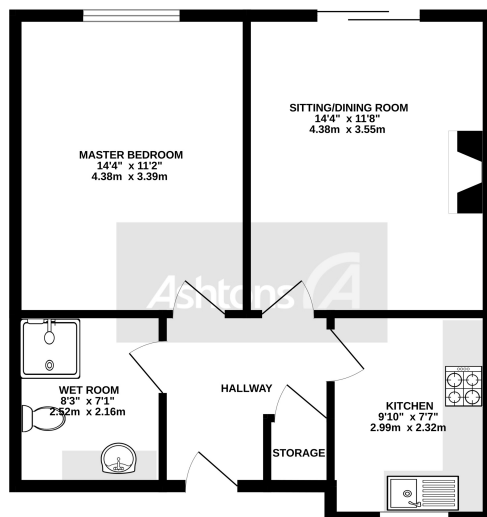 SITTING/DINING ROOM
14'4" x 11'8"
4.38m x 3.55m
MASTER BEDROOM
14'4" x 11'2"
4.38m x 3.39m
Ashtons
WET ROOM
8'3" x 7'1"
2.52m x 2.16m
HALLWAY
KITCHEN
9'10" x 7'7"
2.99m x 2.32m
STORAGE